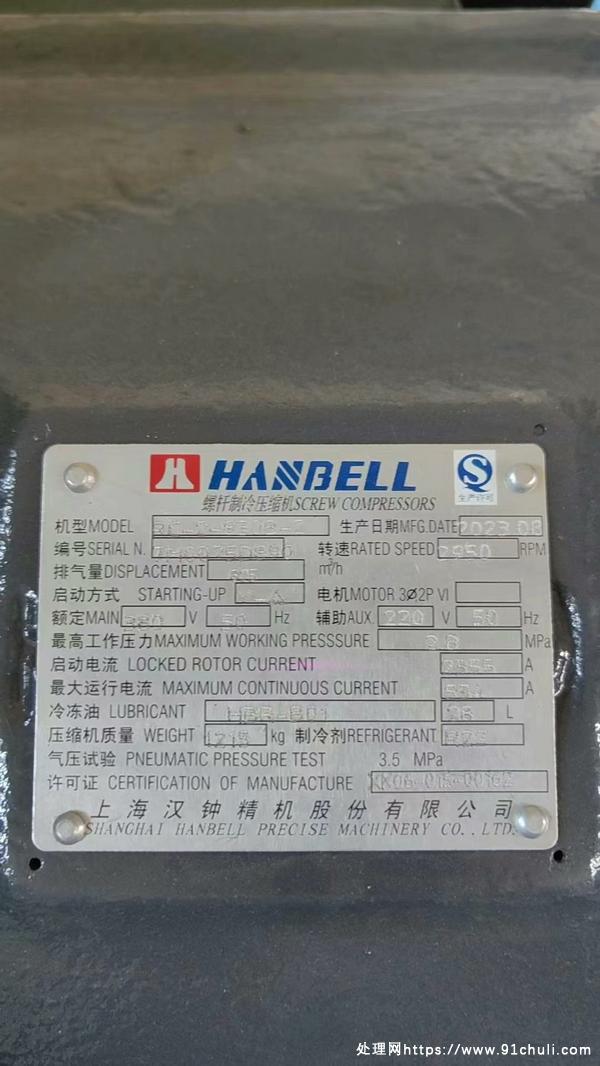 HANBELL
生产许可
螺杆制冷压缩机SCREW COMPRESSORS
机型MODEL 生产日期MFG.DATE 2023.08
编号SERIAL N. 转速RATED SPEED 2950 RPM
排气量DISPLACEMENT m³/h
启动方式 STARTING-UP 电机MOTOR 3Ø2P VI
额定MAIN V 50 Hz 辅助AUX. 220 V 50 Hz
最高工作压力MAXIMUM WORKING PRESSSURE 2.8 MPa
启动电流 LOCKED ROTOR CURRENT A
最大运行电流 MAXIMUM CONTINUOUS CURRENT A
冷冻油 LUBRICANT 28 L
压缩机质量 WEIGHT kg 制冷剂REFRIGERANT R22
气压试验 PNEUMATIC PRESSURE TEST 3.5 MPa
许可证 CERTIFICATION OF MANUFACTURE
上海汉钟精机股份有限公司
SHANGHAI HANBELL PRECISE MACHINERY CO.,LTD.
处理网https://www.91chuli.com